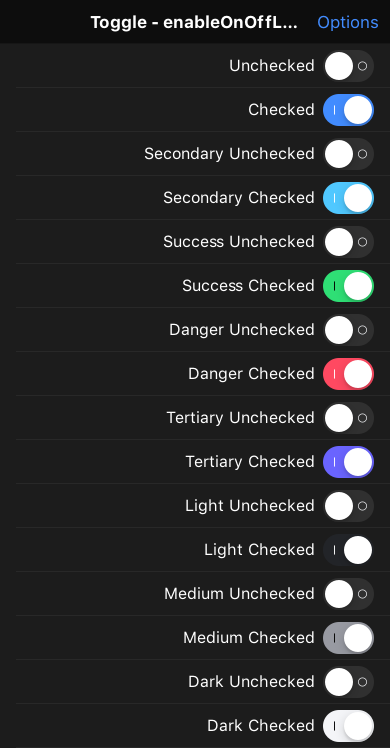 Toggle - enableOnOffL...
Options
Unchecked
Checked
Secondary Unchecked
Secondary Checked
Success Unchecked
Success Checked
Danger Unchecked
Danger Checked
Tertiary Unchecked
Tertiary Checked
Light Unchecked
Light Checked
Medium Unchecked
Medium Checked
Dark Unchecked
Dark Checked